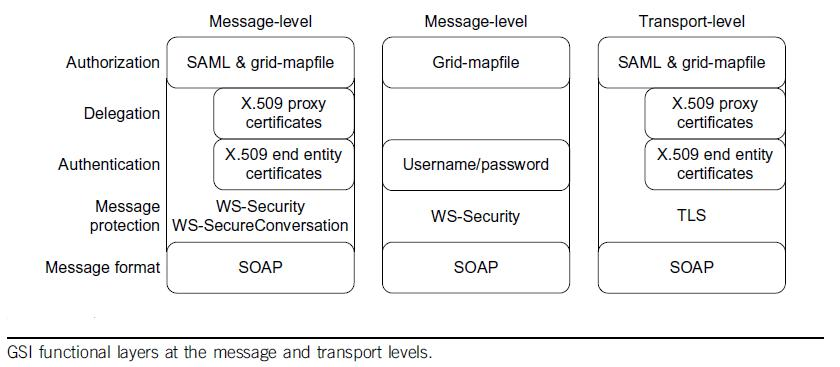 Message-level Message-level Transport-level
Authorization SAML & grid-mapfile Grid-mapfile SAML & grid-mapfile
Delegation X.509 proxy certificates X.509 proxy certificates
Authentication X.509 end entity certificates Username/password X.509 end entity certificates
Message protection WS-Security WS-SecureConversation WS-Security TLS
Message format SOAP SOAP SOAP
GSI functional layers at the message and transport levels.